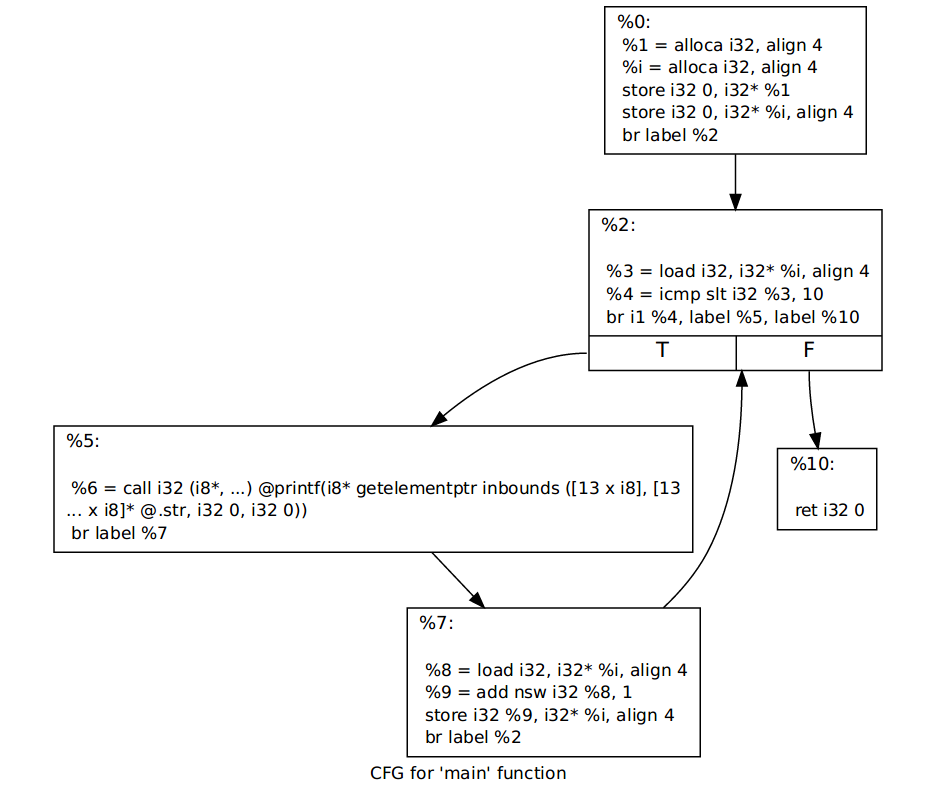 %0:
%1 = alloca i32, align 4
%i = alloca i32, align 4
store i32 0, i32* %1
store i32 0, i32* %i, align 4
br label %2
%2:
%3 = load i32, i32* %i, align 4
%4 = icmp slt i32 %3, 10
br i1 %4, label %5, label %10
T
F
%5:
%6 = call i32 (i8*, ...) @printf(i8* getelementptr inbounds ([13 x i8], [13
... x i8]* @.str, i32 0, i32 0))
br label %7
%10:
ret i32 0
%7:
%8 = load i32, i32* %i, align 4
%9 = add nsw i32 %8, 1
store i32 %9, i32* %i, align 4
br label %2
CFG for 'main' function